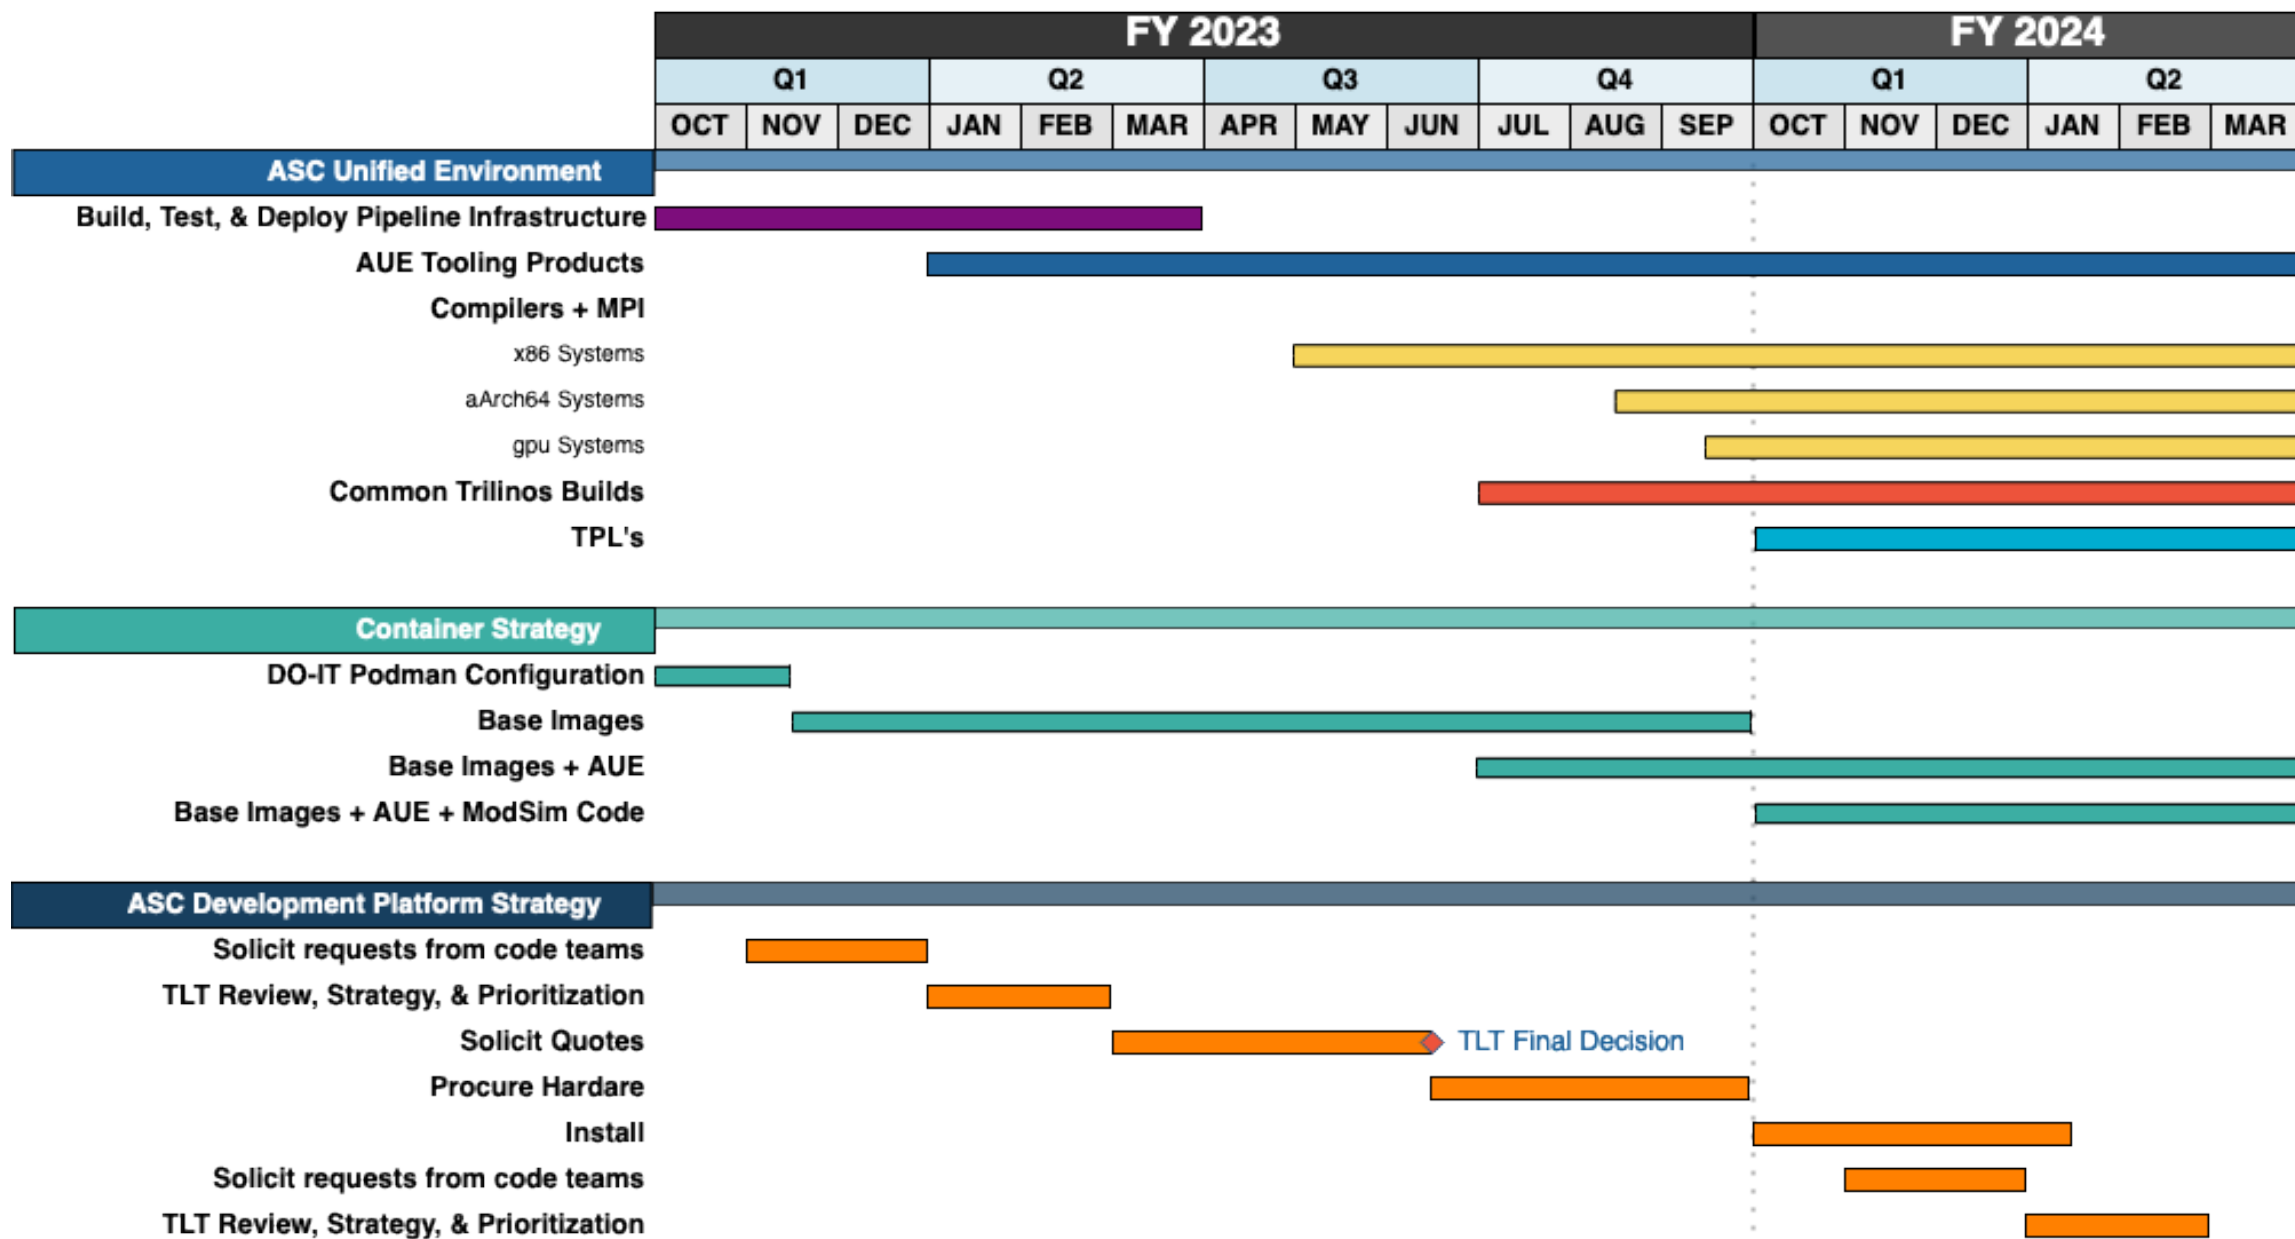 FY 2023 FY 2024
Q1 Q2 Q3 Q4 Q1 Q2
OCT NOV DEC JAN FEB MAR APR MAY JUN JUL AUG SEP OCT NOV DEC JAN FEB MAR
ASC Unified Environment
Build, Test, & Deploy Pipeline Infrastructure
AUE Tooling Products
Compilers + MPI
x86 Systems
aArch64 Systems
gpu Systems
Common Trilinos Builds
TPL's
Container Strategy
DO-IT Podman Configuration
Base Images
Base Images + AUE
Base Images + AUE + ModSim Code
ASC Development Platform Strategy
Solicit requests from code teams
TLT Review, Strategy, & Prioritization
Solicit Quotes TLT Final Decision
Procure Hardare
Install
Solicit requests from code teams
TLT Review, Strategy, & Prioritization